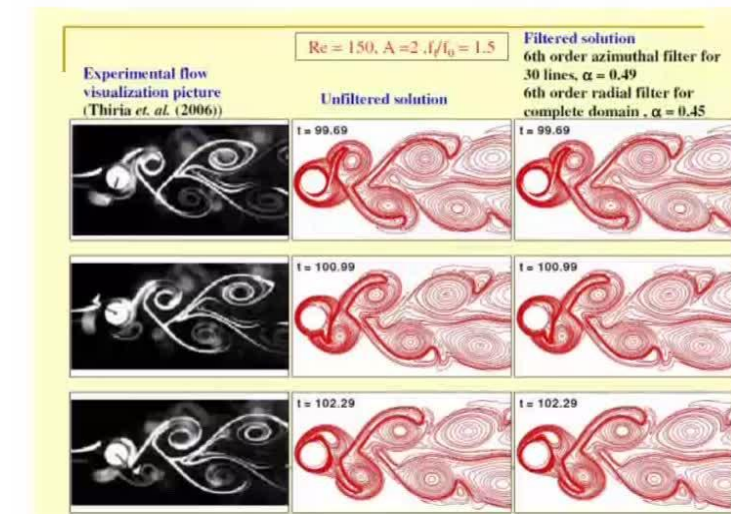 Re = 150, A =2 ,f_f/f_0 = 1.5
Experimental flow
visualization picture
(Thiria et. al. (2006))
Unfiltered solution
Filtered solution
6th order azimuthal filter for
30 lines, α = 0.49
6th order radial filter for
complete domain , α = 0.45
t = 99.69
t = 99.69
t = 100.99
t = 100.99
t = 102.29
t = 102.29